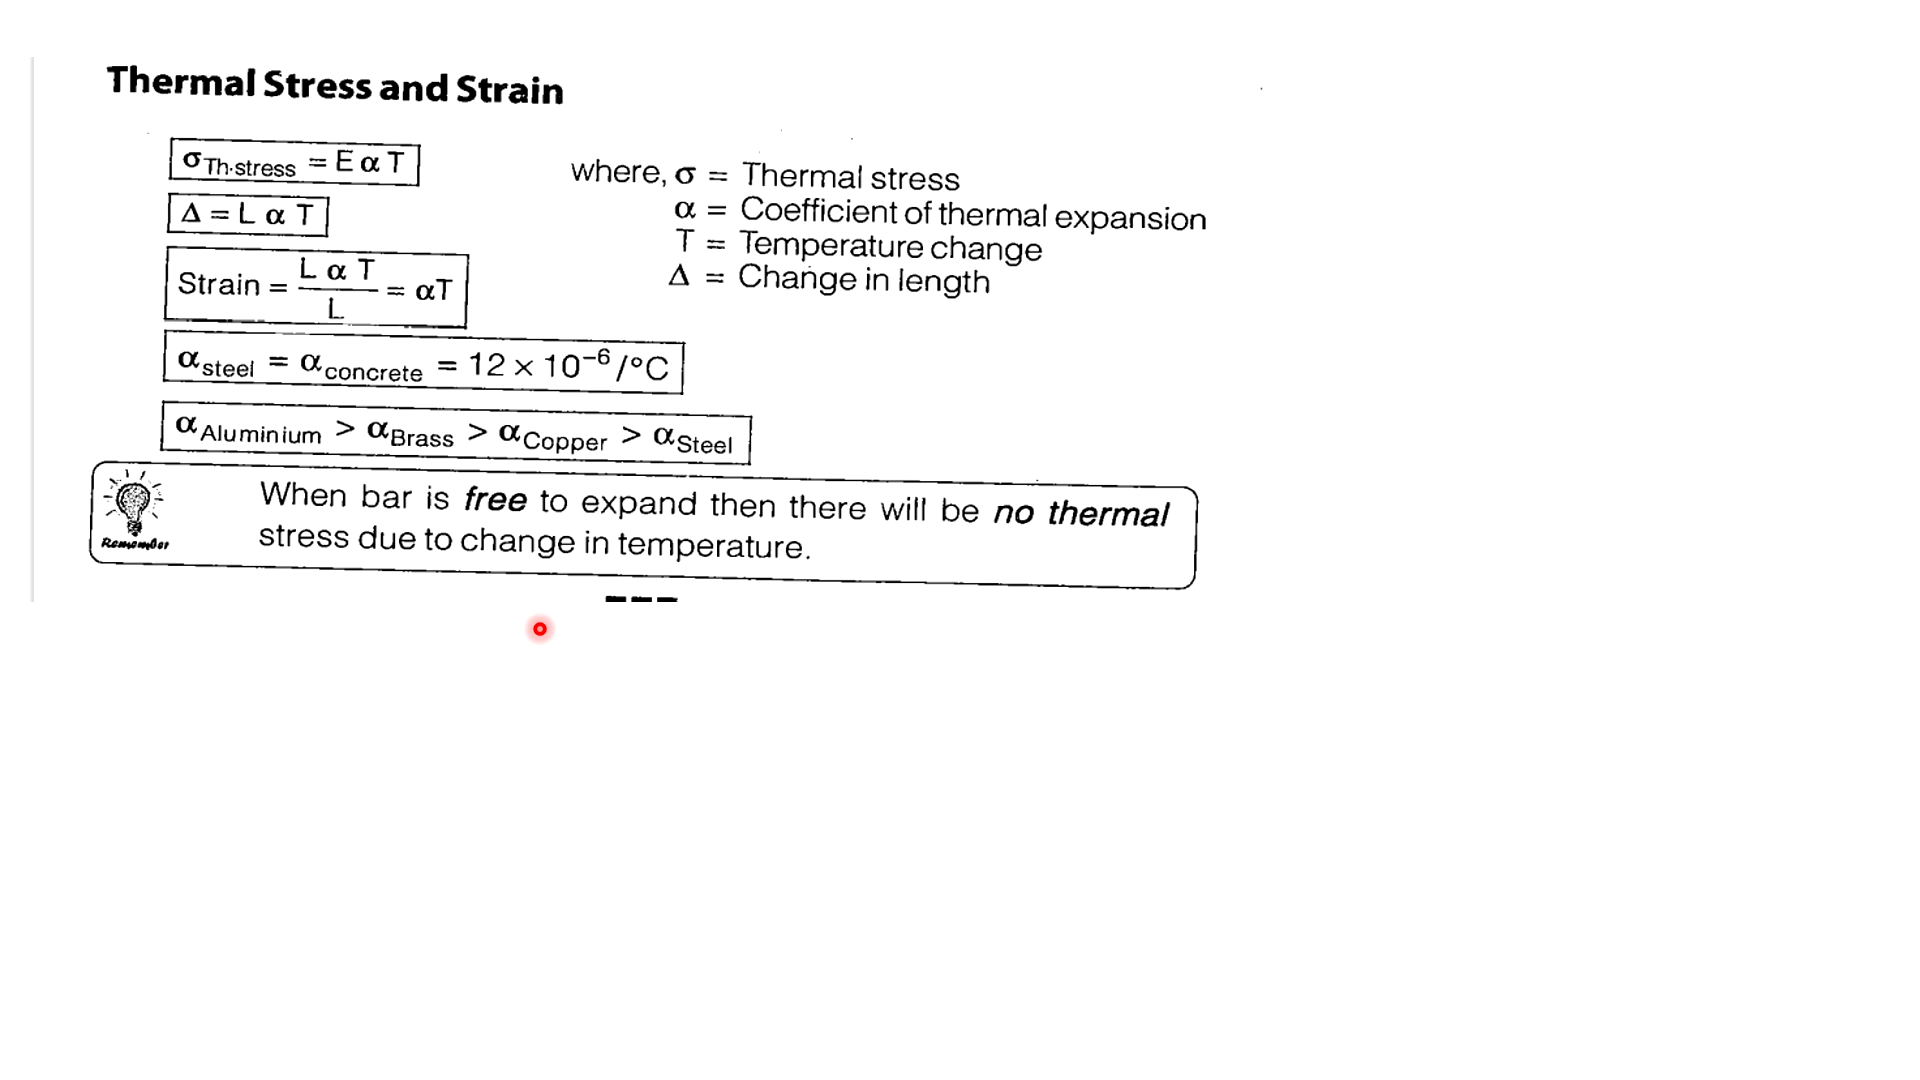 Thermal Stress and Strain
σTh·stress = E α T
Δ = L α T
Strain = L α T / L = αT
where, σ = Thermal stress
α = Coefficient of thermal expansion
T = Temperature change
Δ = Change in length
αsteel = αconcrete = 12 × 10⁻⁶ /°C
αAluminium > αBrass > αCopper > αSteel
Remember
When bar is free to expand then there will be no thermal
stress due to change in temperature.